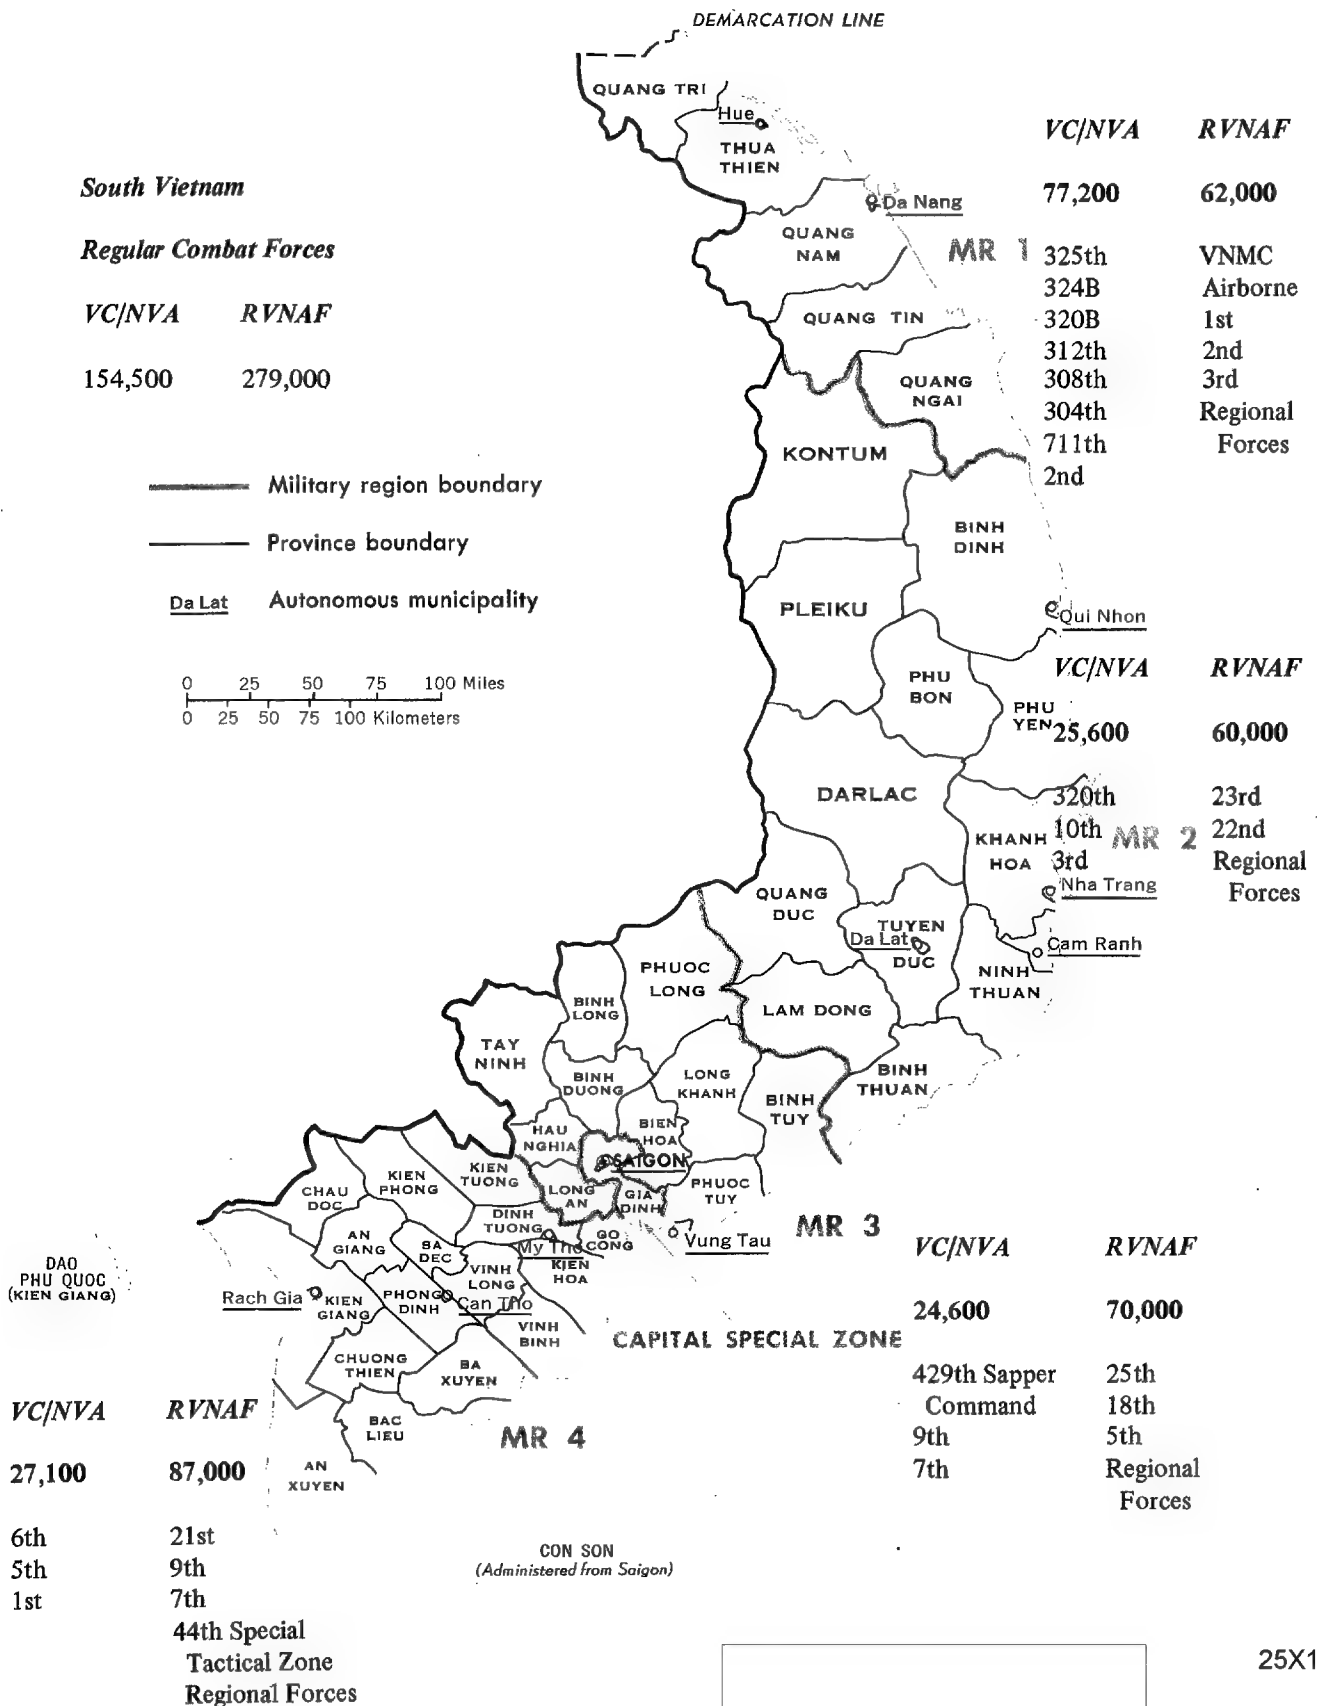 DEMARCATION LINE
QUANG TRI
Hue
THUA
THIEN
VC/NVA RVNAF
77,200 62,000
South Vietnam
Regular Combat Forces
VC/NVA RVNAF
154,500 279,000
Da Nang
QUANG
NAM
MR 1
325th VNMC
324B Airborne
320B 1st
312th 2nd
308th 3rd
304th Regional
711th Forces
2nd
QUANG TIN
QUANG
NGAI
KONTUM
Military region boundary
Province boundary
Da Lat Autonomous municipality
0 25 50 75 100 Miles
0 25 50 75 100 Kilometers
BINH
DINH
PLEIKU
Qui Nhon
PHU
BON
PHU
YEN
VC/NVA RVNAF
25,600 60,000
DARLAC
320th 23rd
10th 22nd
3rd Regional
Forces
KHANH
HOA
MR 2
Nha Trang
QUANG
DUC
TUYEN
DUC
Da Lat
Cam Ranh
NINH
THUAN
PHUOC
LONG
BINH
LONG
LAM DONG
TAY
NINH
BINH
DUONG
LONG
KHANH
BINH
TUY
BINH
THUAN
HAU
NGHIA
BIEN
HOA
SAIGON
KIEN
TUONG
KIEN
PHONG
CHAU
DOC
LONG
AN
GIA
DINH
PHUOC
TUY
DINH
TUONG
AN
GIANG
SA
DEC
My Tho
GO
CONG
KIEN
HOA
Vung Tau
MR 3
VC/NVA RVNAF
24,600 70,000
429th Sapper 25th
Command 18th
9th 5th
7th Regional
Forces
DAO
PHU QUOC
(KIEN GIANG)
Rach Gia
KIEN
GIANG
PHONG
DINH
Can Tho
VINH
LONG
VINH
BINH
CAPITAL SPECIAL ZONE
CHUONG
THIEN
BA
XUYEN
BAC
LIEU
MR 4
AN
XUYEN
VC/NVA RVNAF
27,100 87,000
6th 21st
5th 9th
1st 7th
44th Special
Tactical Zone
Regional Forces
CON SON
(Administered from Saigon)
25X1